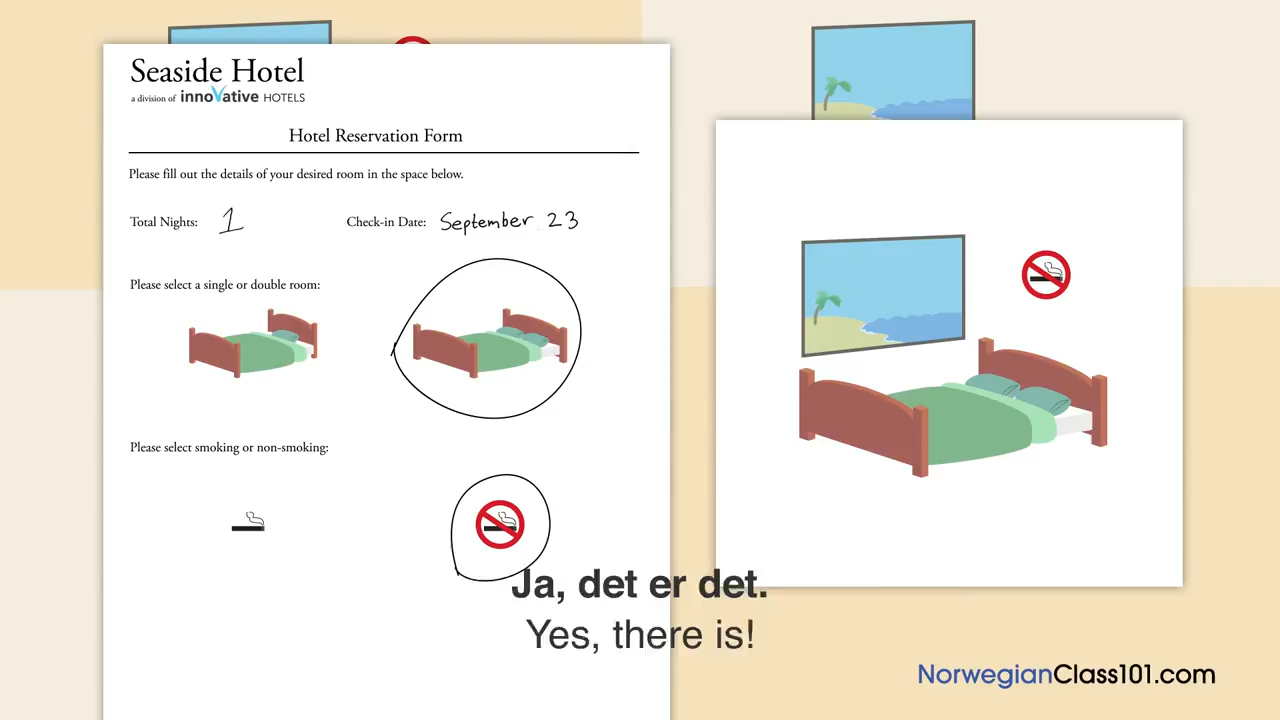 Seaside Hotel
a division of innoVative HOTELS
Hotel Reservation Form
Please fill out the details of your desired room in the space below.
Total Nights: 1 Check-in Date: September 23
Please select a single or double room:
Please select smoking or non-smoking:
Ja, det er det.
Yes, there is!
NorwegianClass101.com